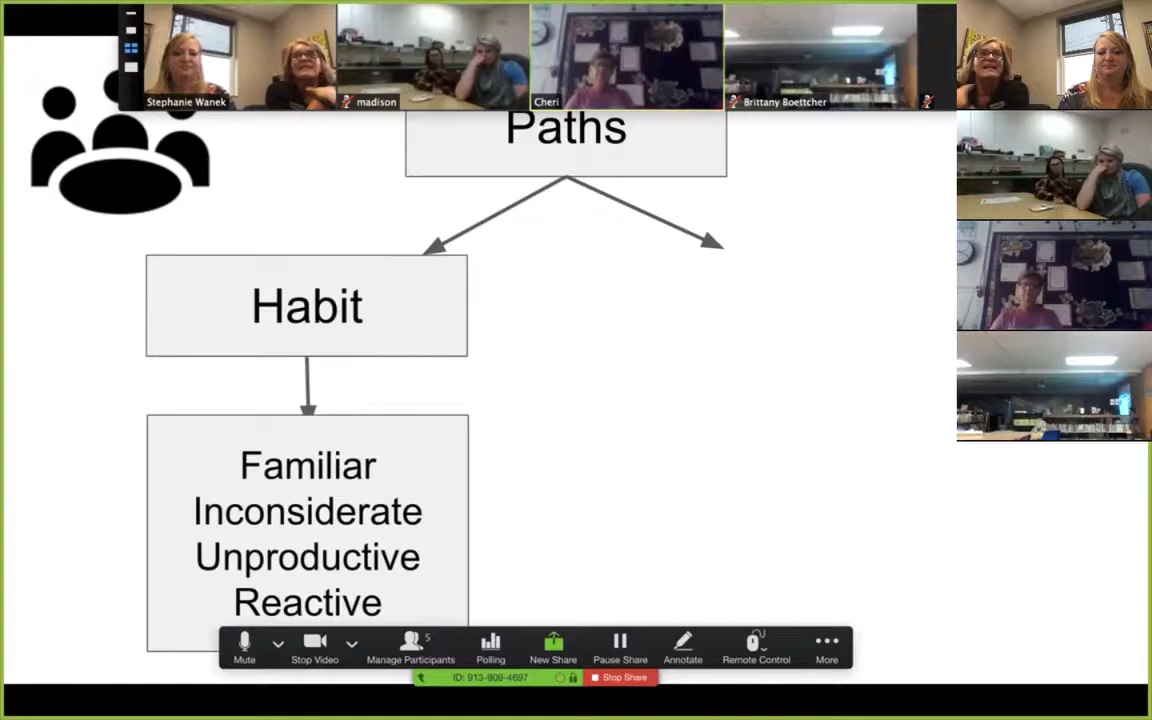 Stephanie Wanek
madison
Cheri
Brittany Boettcher
Paths
Habit
Familiar
Inconsiderate
Unproductive
Reactive
Mute
Stop Video
Manage Participants
5
Polling
New Share
Pause Share
Annotate
Remote Control
More
ID: 913-909-4697
Stop Share